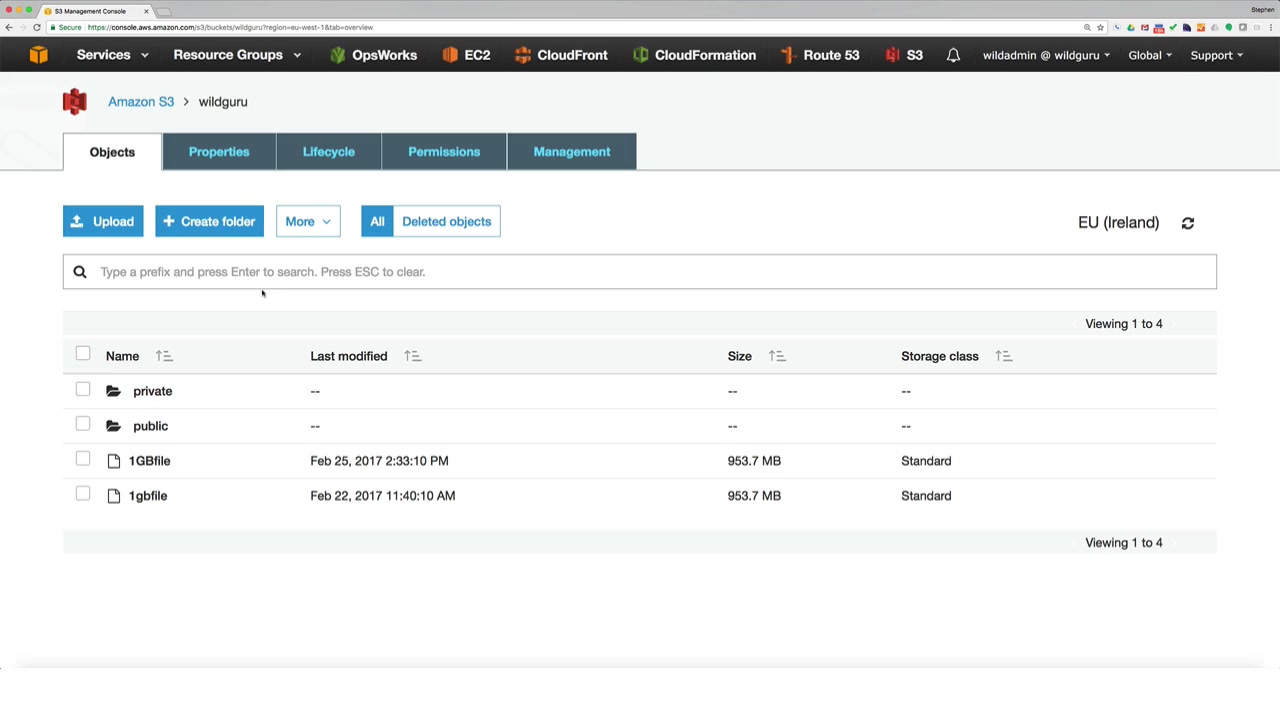 S3 Management Console
Stephen
Secure https://console.aws.amazon.com/s3/buckets/wildguru?region=eu-west-1&tab=overview
Services Resource Groups OpsWorks EC2 CloudFront CloudFormation Route 53 S3 wildadmin @ wildguru Global Support
Amazon S3 > wildguru
Objects Properties Lifecycle Permissions Management
Upload + Create folder More All Deleted objects EU (Ireland)
Type a prefix and press Enter to search. Press ESC to clear.
Viewing 1 to 4
Name Last modified Size Storage class
private -- -- --
public -- -- --
1GBfile Feb 25, 2017 2:33:10 PM 953.7 MB Standard
1gbfile Feb 22, 2017 11:40:10 AM 953.7 MB Standard
Viewing 1 to 4